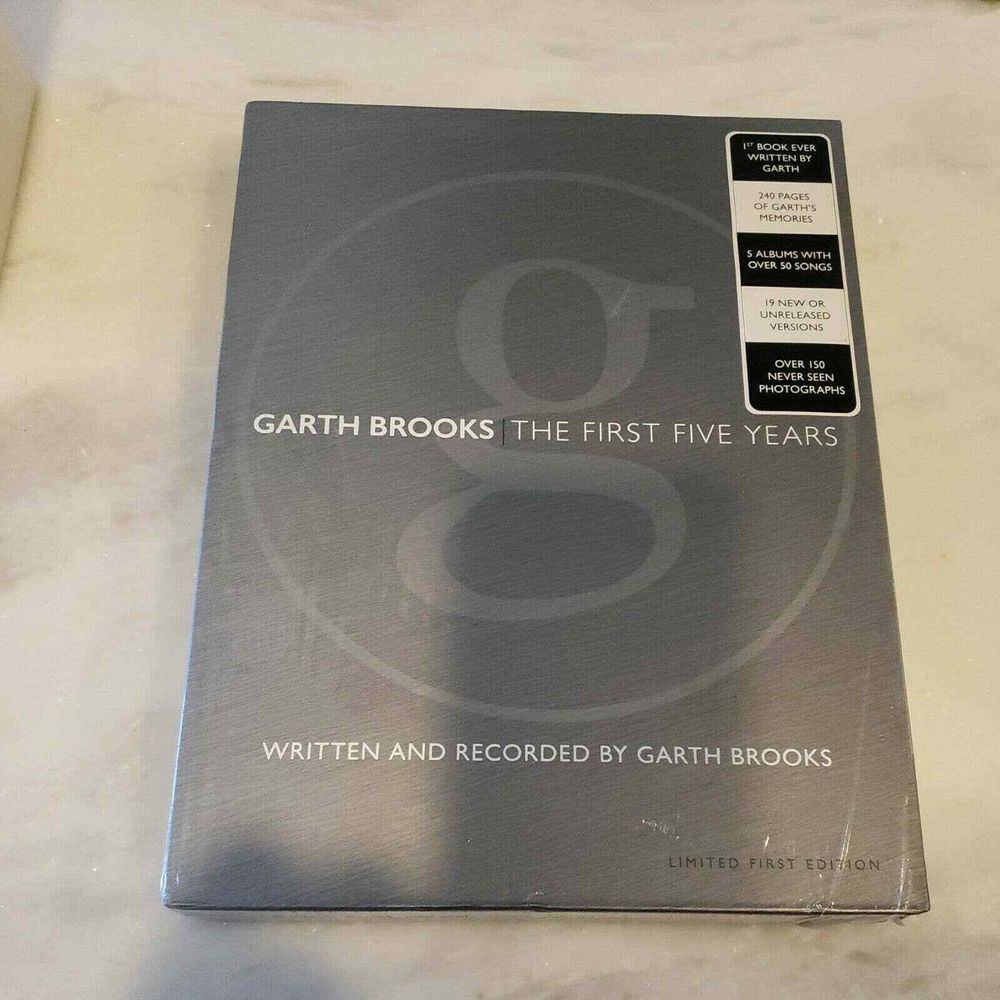 1ST BOOK EVER
WRITTEN BY
GARTH
240 PAGES
OF GARTH'S
MEMORIES
5 ALBUMS WITH
OVER 50 SONGS
19 NEW OR
UNRELEASED
VERSIONS
OVER 150
NEVER SEEN
PHOTOGRAPHS
g
GARTH BROOKS | THE FIRST FIVE YEARS
WRITTEN AND RECORDED BY GARTH BROOKS
LIMITED FIRST EDITION